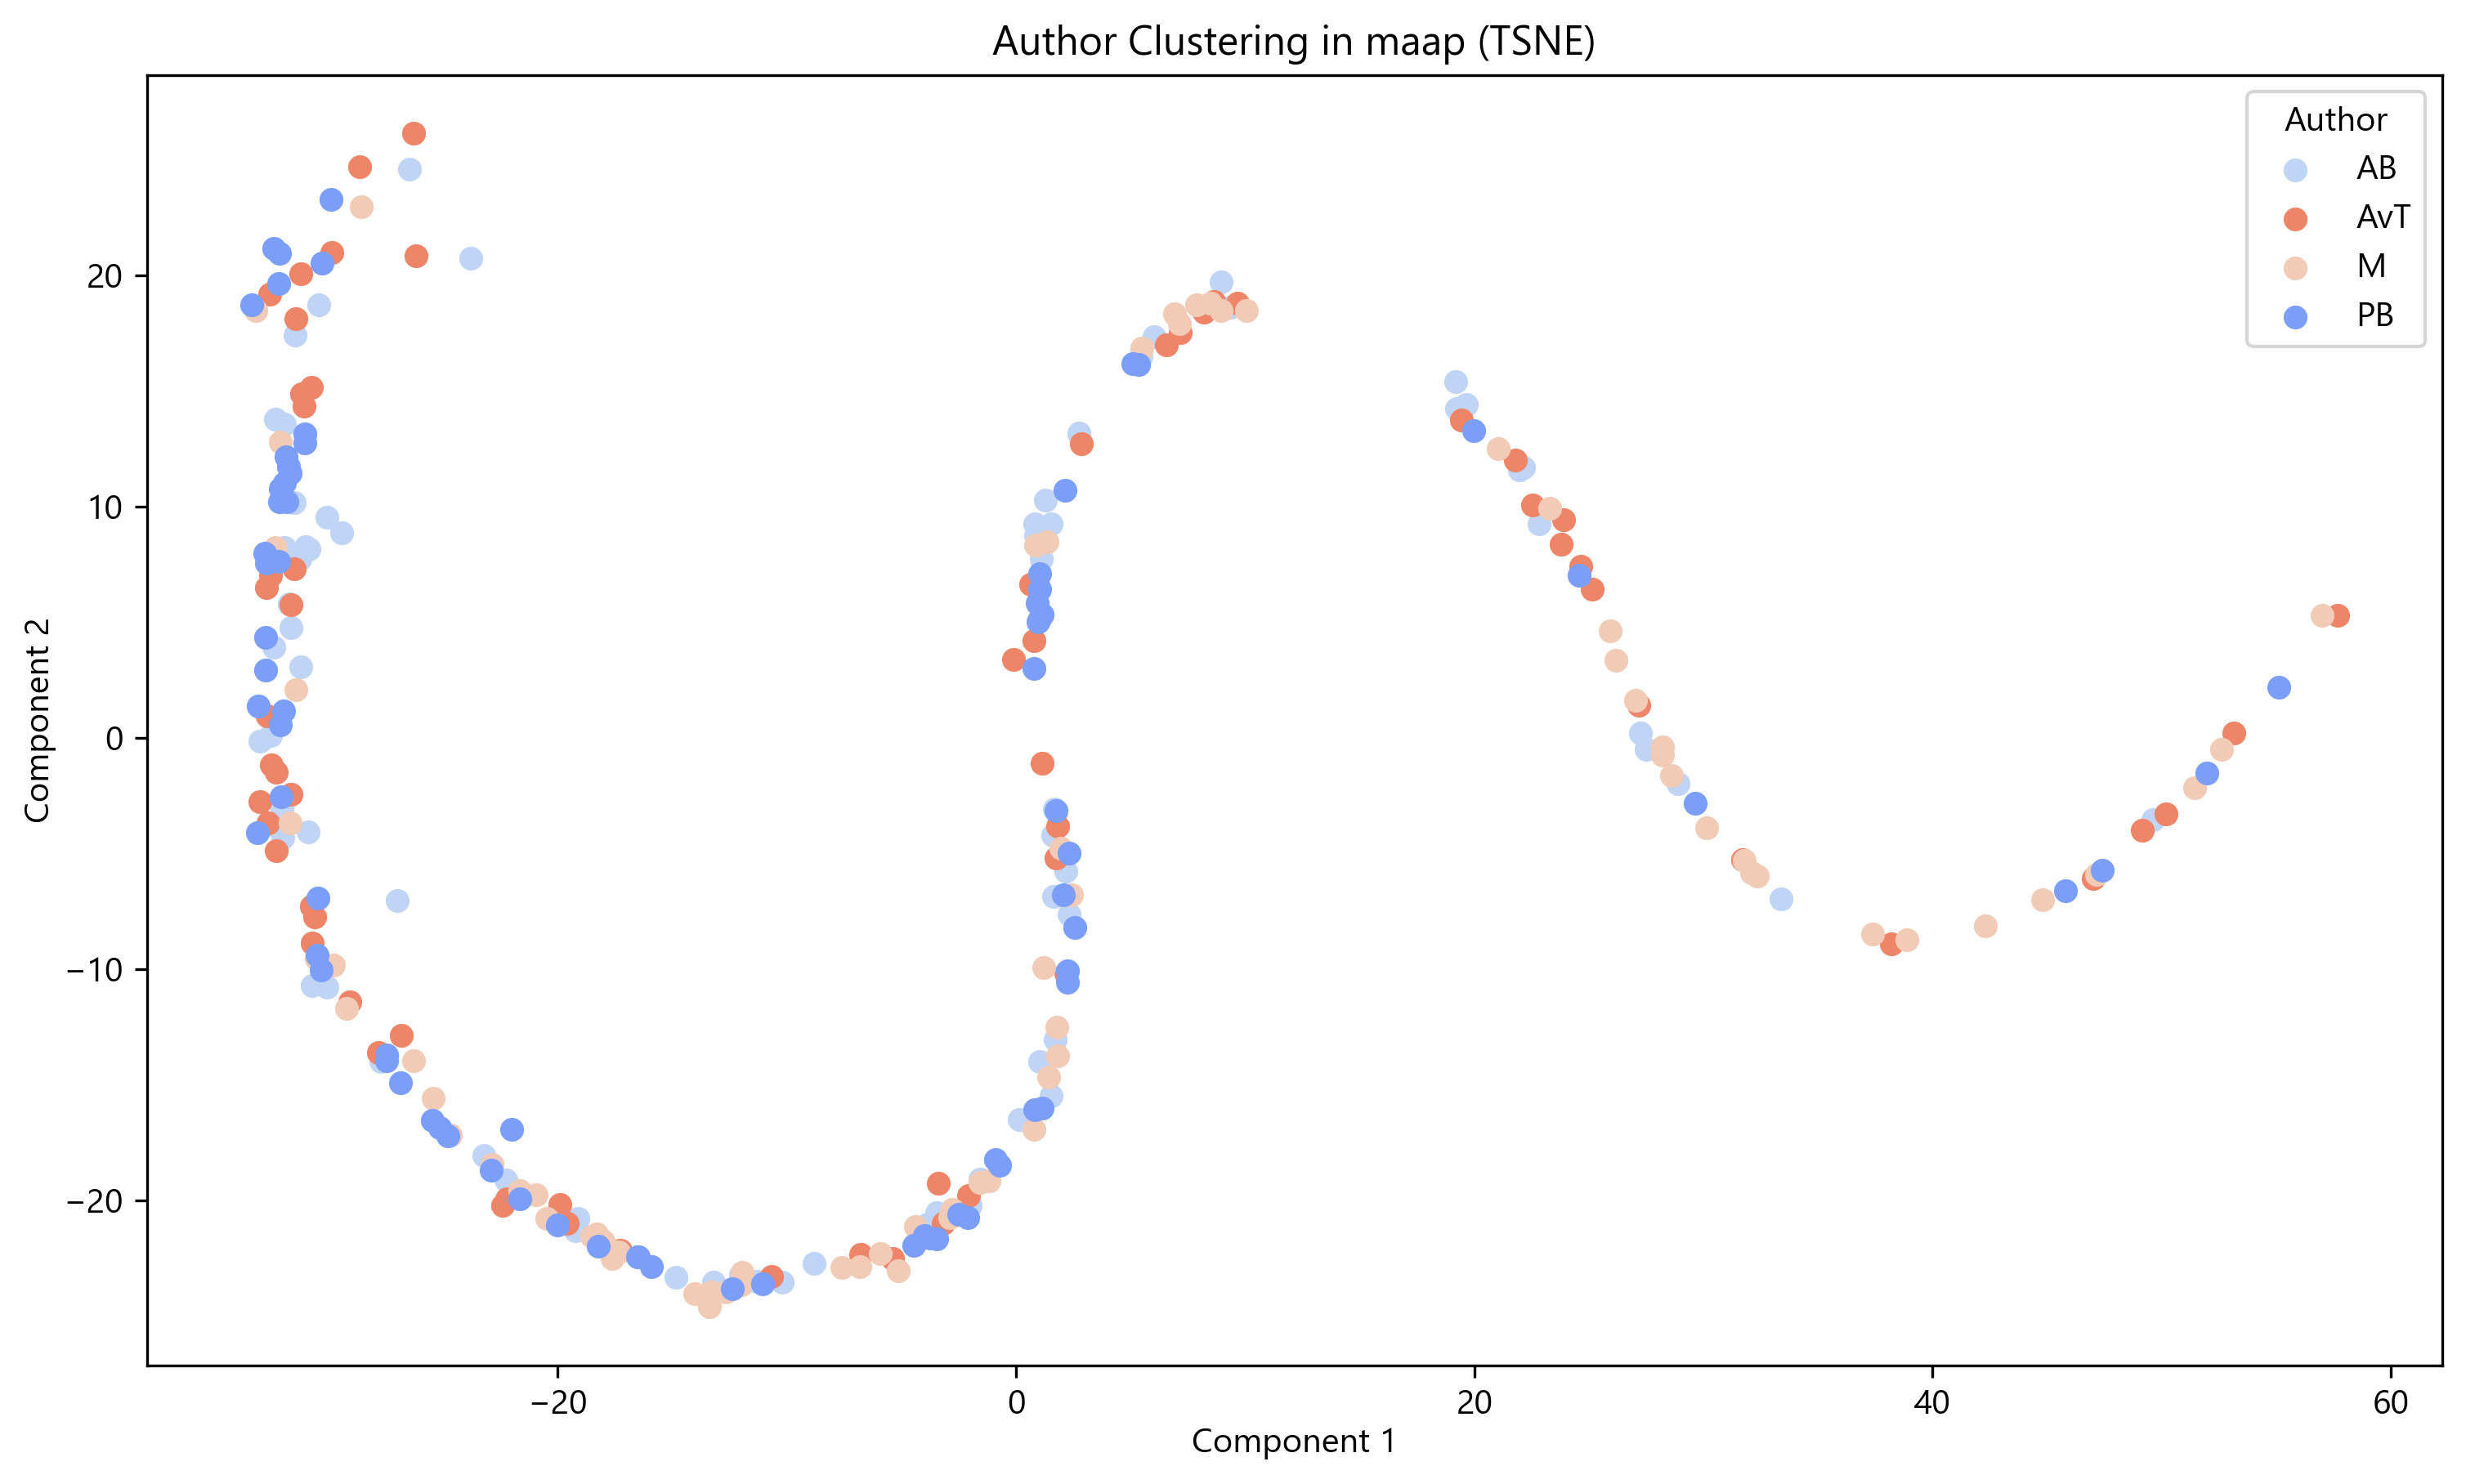 Author Clustering in maap (TSNE)
Author
AB
AvT
M
PB
20
10
0
−10
−20
Component 2
−20
0
20
40
60
Component 1